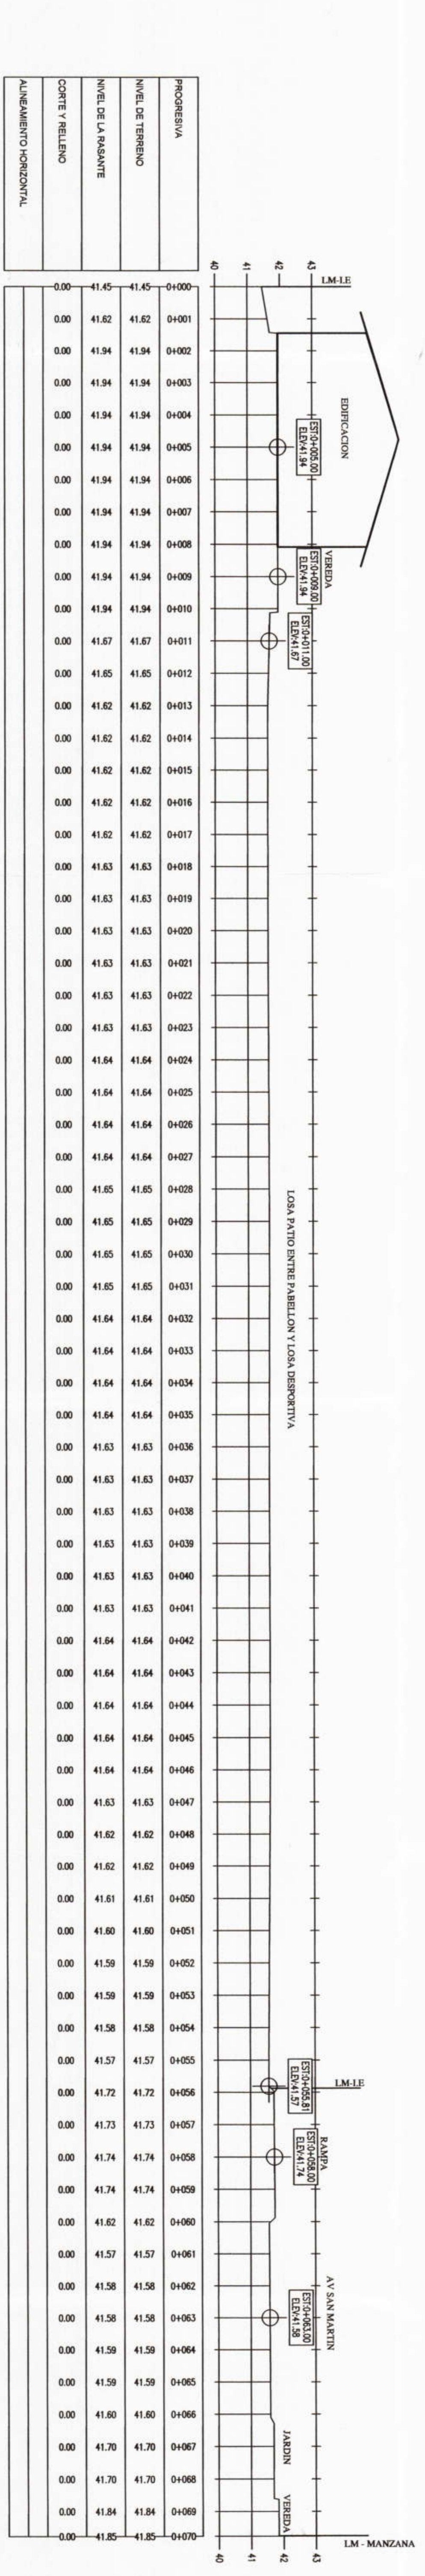 LM-LE
EDIFICACION
EST:0+005.00
ELEV:41.94
VEREDA
EST:0+009.00
ELEV:41.94
EST:0+011.00
ELEV:41.67
LOSA PATIO ENTRE PABELLON Y LOSA DESPORTIVA
LM-LE
EST:0+055.81
ELEV:41.57
RAMPA
EST:0+058.00
ELEV:41.74
AV SAN MARTIN
EST:0+063.00
ELEV:41.58
JARDIN
VEREDA
LM - MANZANA
43
42
41
40
43
42
41
40
PROGRESIVA
NIVEL DE TERRENO
NIVEL DE LA RASANTE
CORTE Y RELLENO
ALINEAMIENTO HORIZONTAL
0.00 41.45 41.45 0+000
0.00 41.62 41.62 0+001
0.00 41.94 41.94 0+002
0.00 41.94 41.94 0+003
0.00 41.94 41.94 0+004
0.00 41.94 41.94 0+005
0.00 41.94 41.94 0+006
0.00 41.94 41.94 0+007
0.00 41.94 41.94 0+008
0.00 41.94 41.94 0+009
0.00 41.94 41.94 0+010
0.00 41.67 41.67 0+011
0.00 41.65 41.65 0+012
0.00 41.62 41.62 0+013
0.00 41.62 41.62 0+014
0.00 41.62 41.62 0+015
0.00 41.62 41.62 0+016
0.00 41.62 41.62 0+017
0.00 41.63 41.63 0+018
0.00 41.63 41.63 0+019
0.00 41.63 41.63 0+020
0.00 41.63 41.63 0+021
0.00 41.63 41.63 0+022
0.00 41.63 41.63 0+023
0.00 41.64 41.64 0+024
0.00 41.64 41.64 0+025
0.00 41.64 41.64 0+026
0.00 41.64 41.64 0+027
0.00 41.65 41.65 0+028
0.00 41.65 41.65 0+029
0.00 41.65 41.65 0+030
0.00 41.65 41.65 0+031
0.00 41.64 41.64 0+032
0.00 41.64 41.64 0+033
0.00 41.64 41.64 0+034
0.00 41.64 41.64 0+035
0.00 41.63 41.63 0+036
0.00 41.63 41.63 0+037
0.00 41.63 41.63 0+038
0.00 41.63 41.63 0+039
0.00 41.63 41.63 0+040
0.00 41.63 41.63 0+041
0.00 41.64 41.64 0+042
0.00 41.64 41.64 0+043
0.00 41.64 41.64 0+044
0.00 41.64 41.64 0+045
0.00 41.64 41.64 0+046
0.00 41.63 41.63 0+047
0.00 41.62 41.62 0+048
0.00 41.62 41.62 0+049
0.00 41.61 41.61 0+050
0.00 41.60 41.60 0+051
0.00 41.59 41.59 0+052
0.00 41.59 41.59 0+053
0.00 41.58 41.58 0+054
0.00 41.57 41.57 0+055
0.00 41.72 41.72 0+056
0.00 41.73 41.73 0+057
0.00 41.74 41.74 0+058
0.00 41.74 41.74 0+059
0.00 41.62 41.62 0+060
0.00 41.57 41.57 0+061
0.00 41.58 41.58 0+062
0.00 41.58 41.58 0+063
0.00 41.59 41.59 0+064
0.00 41.59 41.59 0+065
0.00 41.60 41.60 0+066
0.00 41.70 41.70 0+067
0.00 41.70 41.70 0+068
0.00 41.84 41.84 0+069
0.00 41.85 41.85 0+070